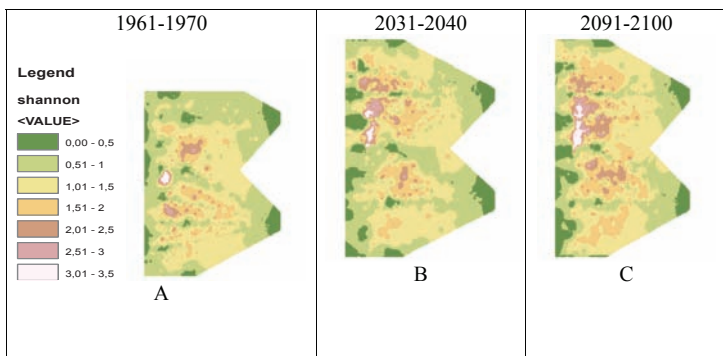 1961-1970
2031-2040
2091-2100
Legend
shannon
<VALUE>
0,00 - 0,5
0,51 - 1
1,01 - 1,5
1,51 - 2
2,01 - 2,5
2,51 - 3
3,01 - 3,5
A
B
C